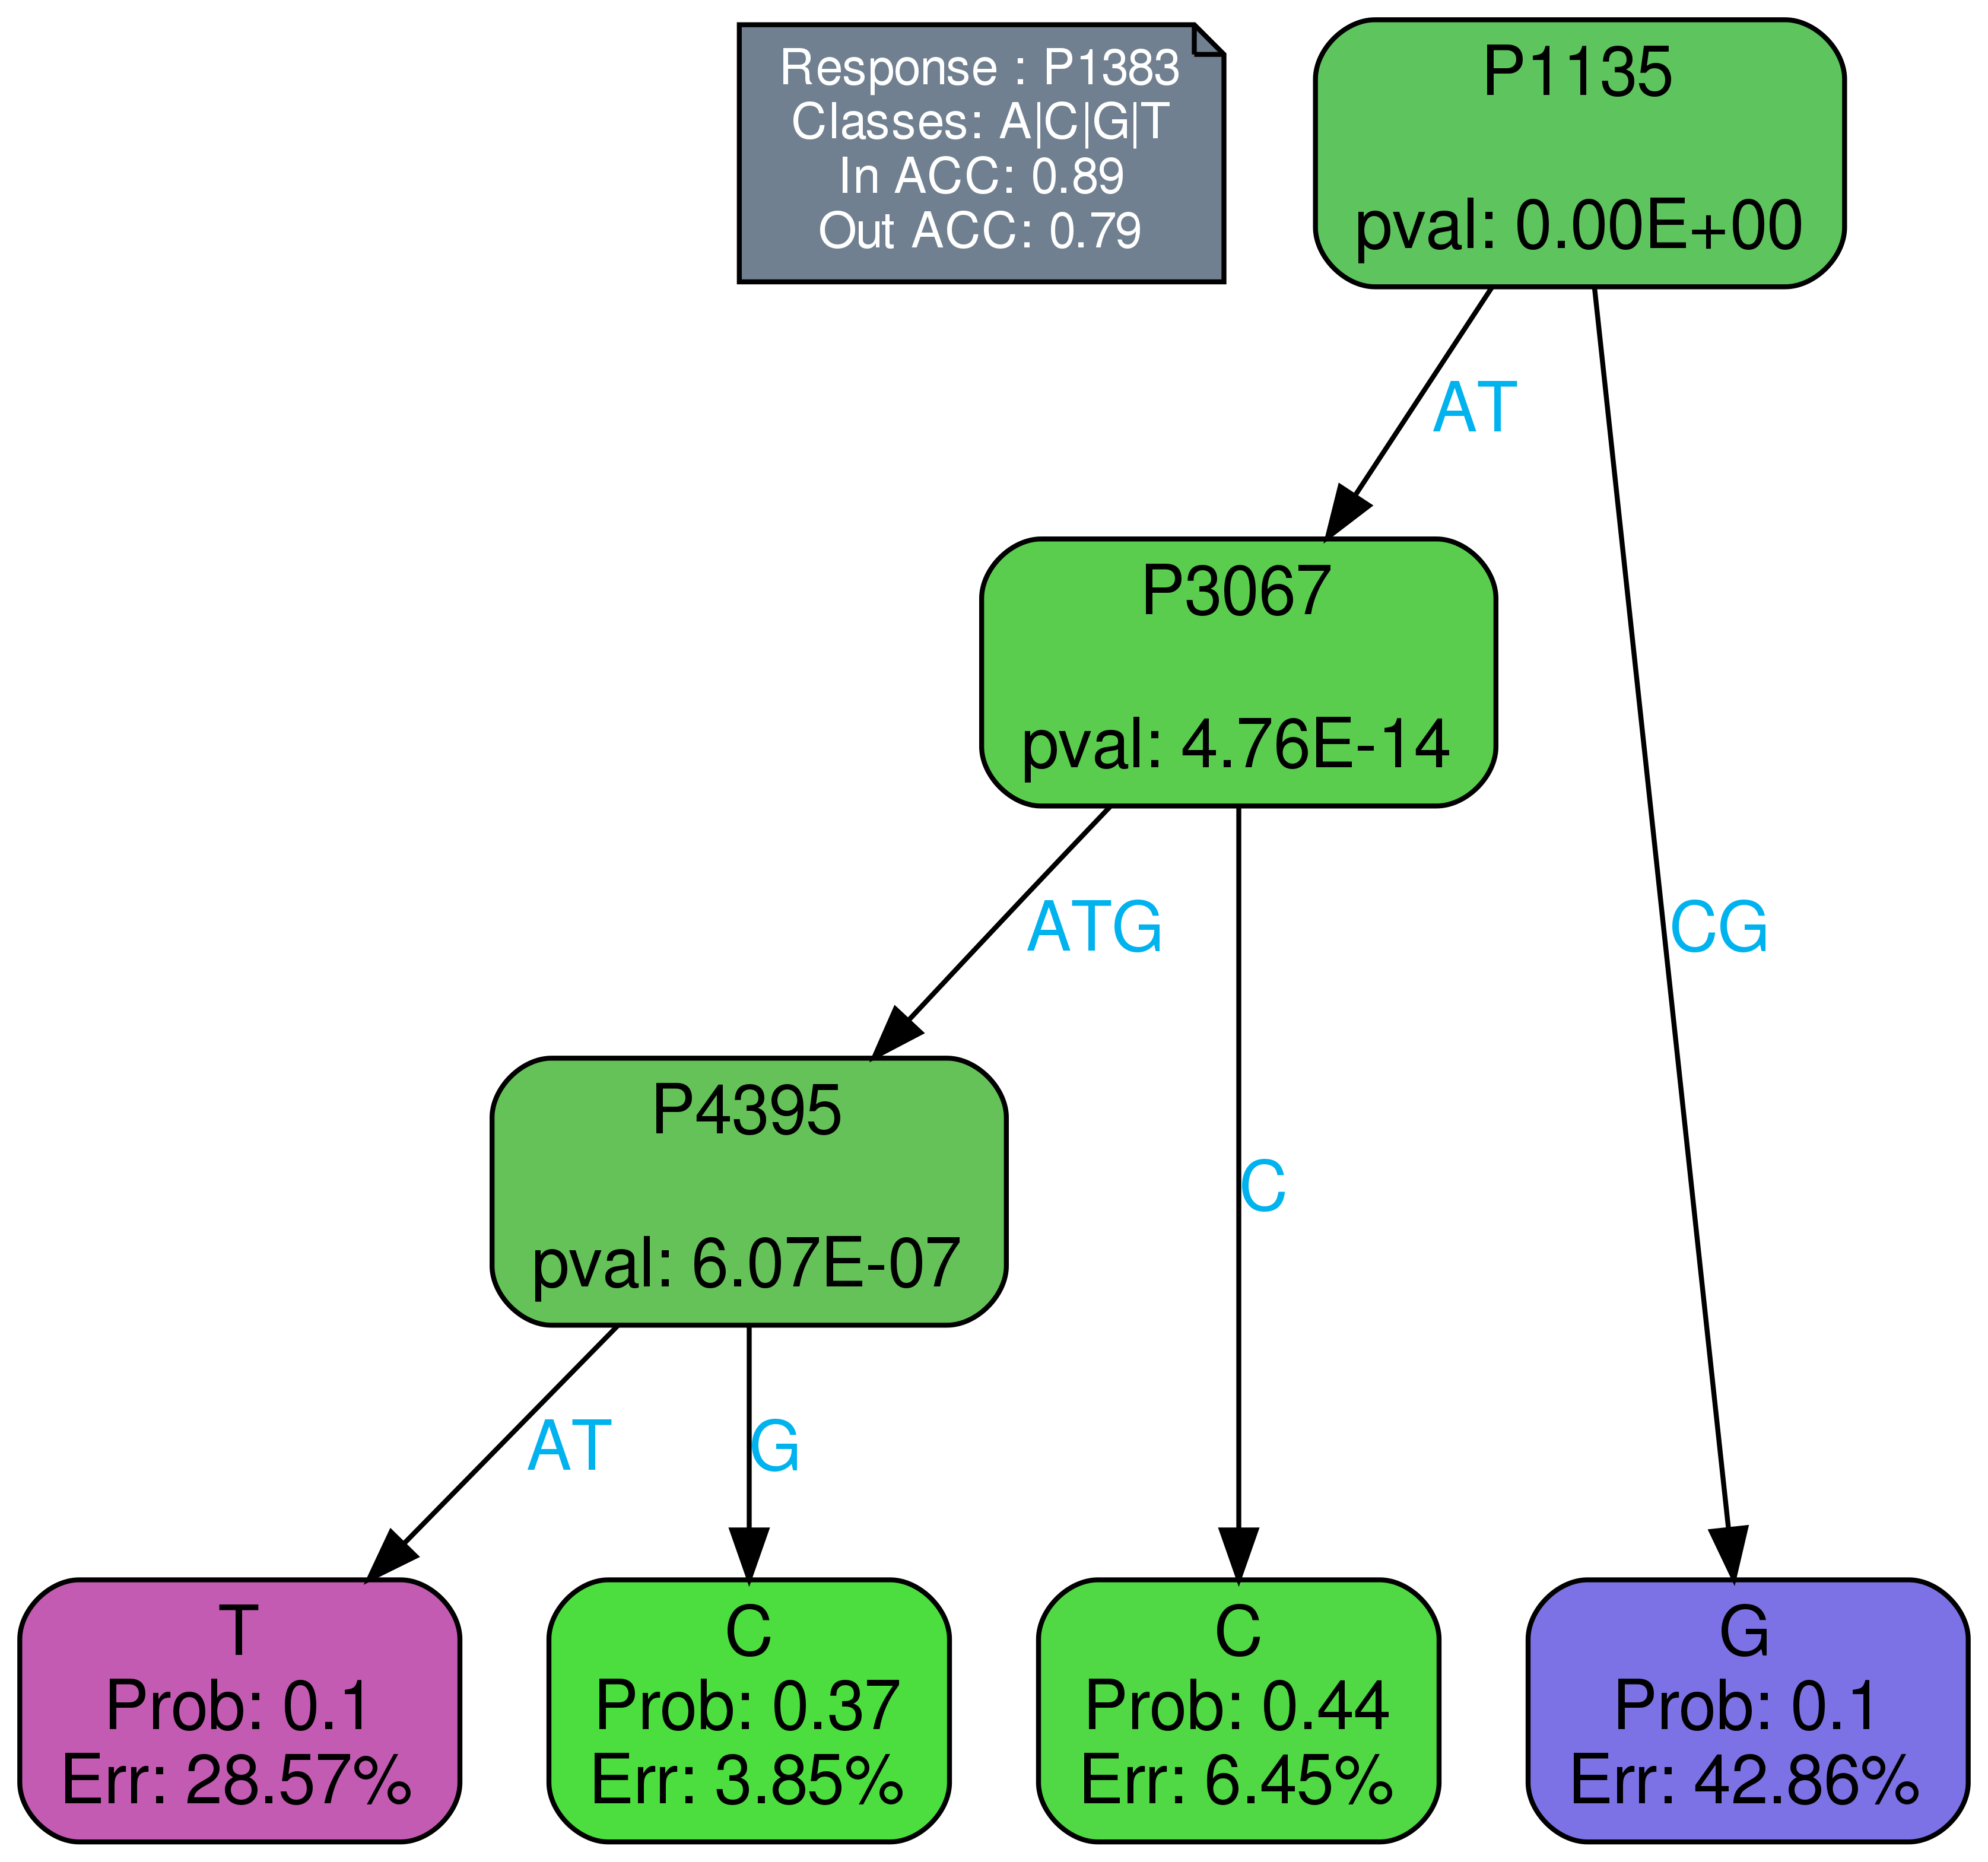 Response : P1383
Classes: A|C|G|T
In ACC: 0.89
Out ACC: 0.79
P1135
pval: 0.00E+00
AT
P3067
pval: 4.76E-14
ATG
CG
P4395
pval: 6.07E-07
C
AT
G
T
Prob: 0.1
Err: 28.57%
C
Prob: 0.37
Err: 3.85%
C
Prob: 0.44
Err: 6.45%
G
Prob: 0.1
Err: 42.86%